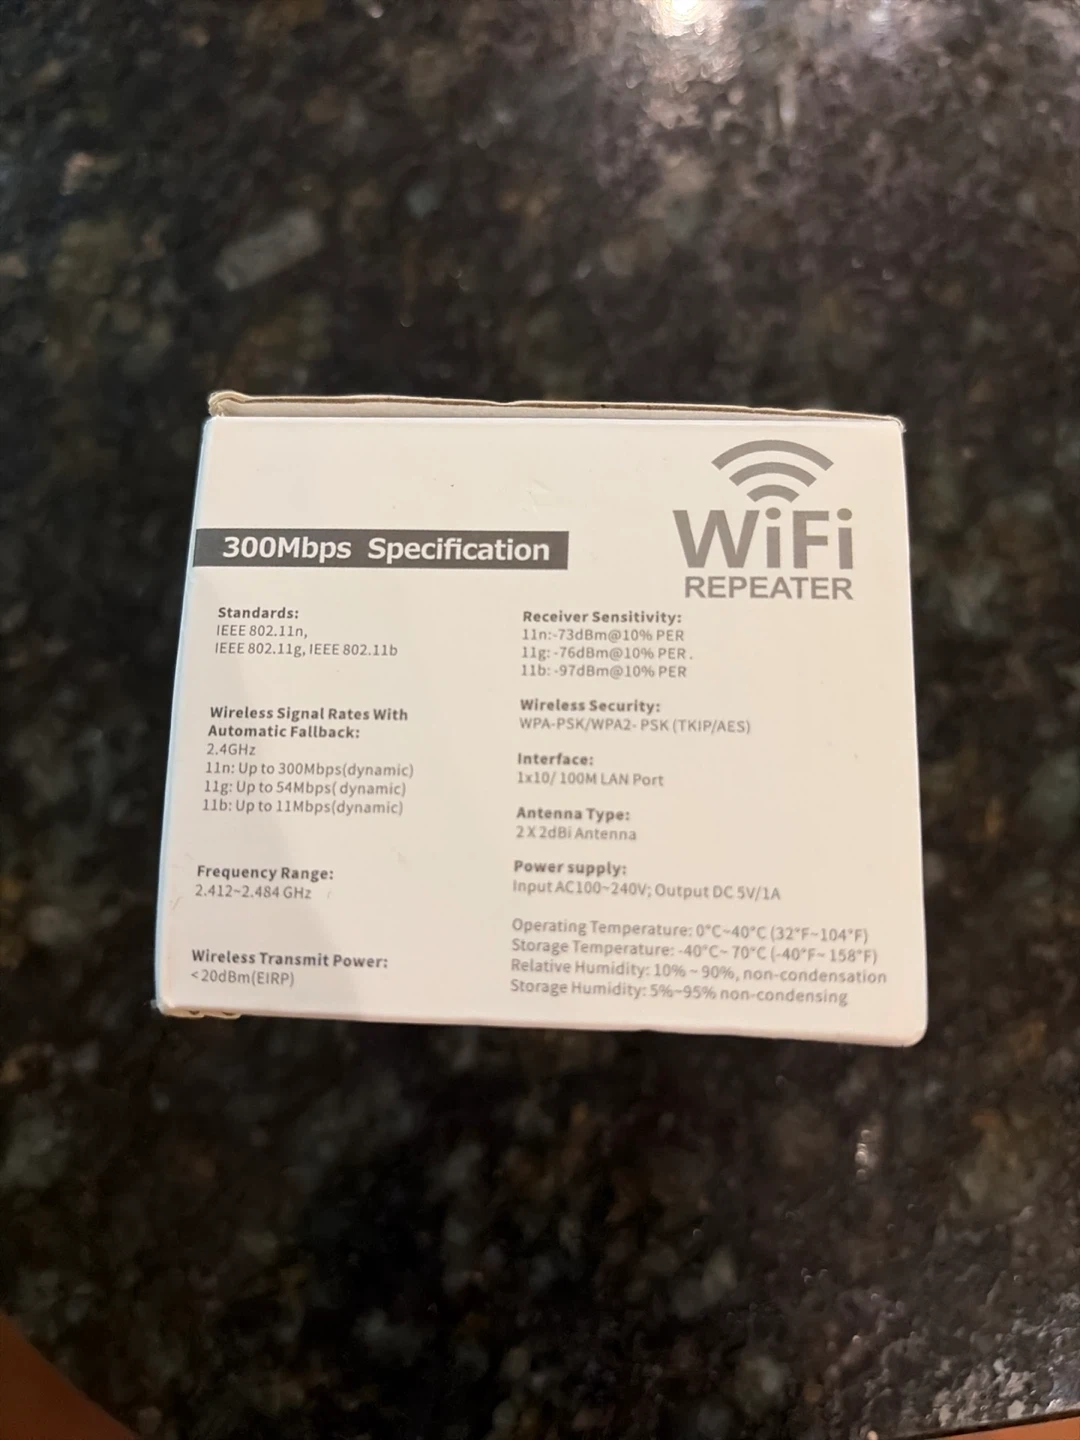 WiFi
REPEATER
300Mbps Specification
Standards:
IEEE 802.11n,
IEEE 802.11g, IEEE 802.11b
Wireless Signal Rates With
Automatic Fallback:
2.4GHz
11n: Up to 300Mbps(dynamic)
11g: Up to 54Mbps( dynamic)
11b: Up to 11Mbps(dynamic)
Frequency Range:
2.412~2.484 GHz
Wireless Transmit Power:
<20dBm(EIRP)
Receiver Sensitivity:
11n:-73dBm@10% PER
11g: -76dBm@10% PER.
11b: -97dBm@10% PER
Wireless Security:
WPA-PSK/WPA2- PSK (TKIP/AES)
Interface:
1x10/ 100M LAN Port
Antenna Type:
2 X 2dBi Antenna
Power supply:
Input AC100~240V; Output DC 5V/1A
Operating Temperature: 0°C~40°C (32°F~104°F)
Storage Temperature: -40°C~ 70°C (-40°F~ 158°F)
Relative Humidity: 10% ~ 90%, non-condensation
Storage Humidity: 5%~95% non-condensing